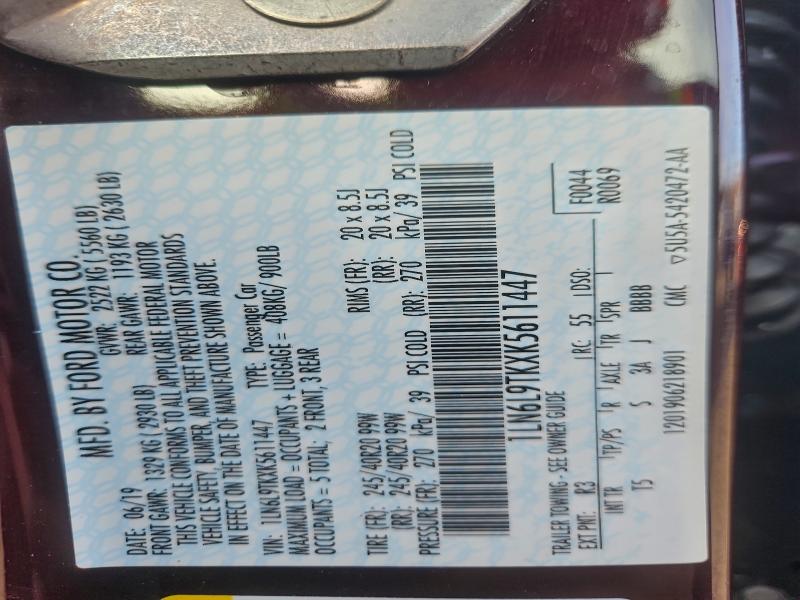 MFD. BY FORD MOTOR CO.
DATE: 06/19 GVWR: 2522 KG ( 5560 LB)
FRONT GAWR: 1329 KG ( 2930 LB) REAR GAWR: 1193 KG ( 2630 LB)
THIS VEHICLE CONFORMS TO ALL APPLICABLE FEDERAL MOTOR
VEHICLE SAFETY, BUMPER, AND THEFT PREVENTION STANDARDS
IN EFFECT ON THE DATE OF MANUFACTURE SHOWN ABOVE.
VIN: 1LN6L9TKXK5611447 TYPE: Passenger Car
MAXIMUM LOAD = OCCUPANTS + LUGGAGE = 408KG/ 900LB
OCCUPANTS = 5 TOTAL; 2 FRONT, 3 REAR
TIRE (FR): 245/40R20 99W RIMS (FR): 20 x 8.5J
(RR): 245/40R20 99W (RR): 20 x 8.5J
PRESSURE (FR): 270 kPa/ 39 PSI COLD (RR): 270 kPa/ 39 PSI COLD
1LN6L9TKXK5611447
TRAILER TOWING - SEE OWNER GUIDE F0044
EXT PNT: R3 RC: 55 DSO: R0069
INT TR TP/PS R AXLE TR SPR
T5 S 3A J BBBB
1201906218901 CMC ▽5U5A-5420472-AA